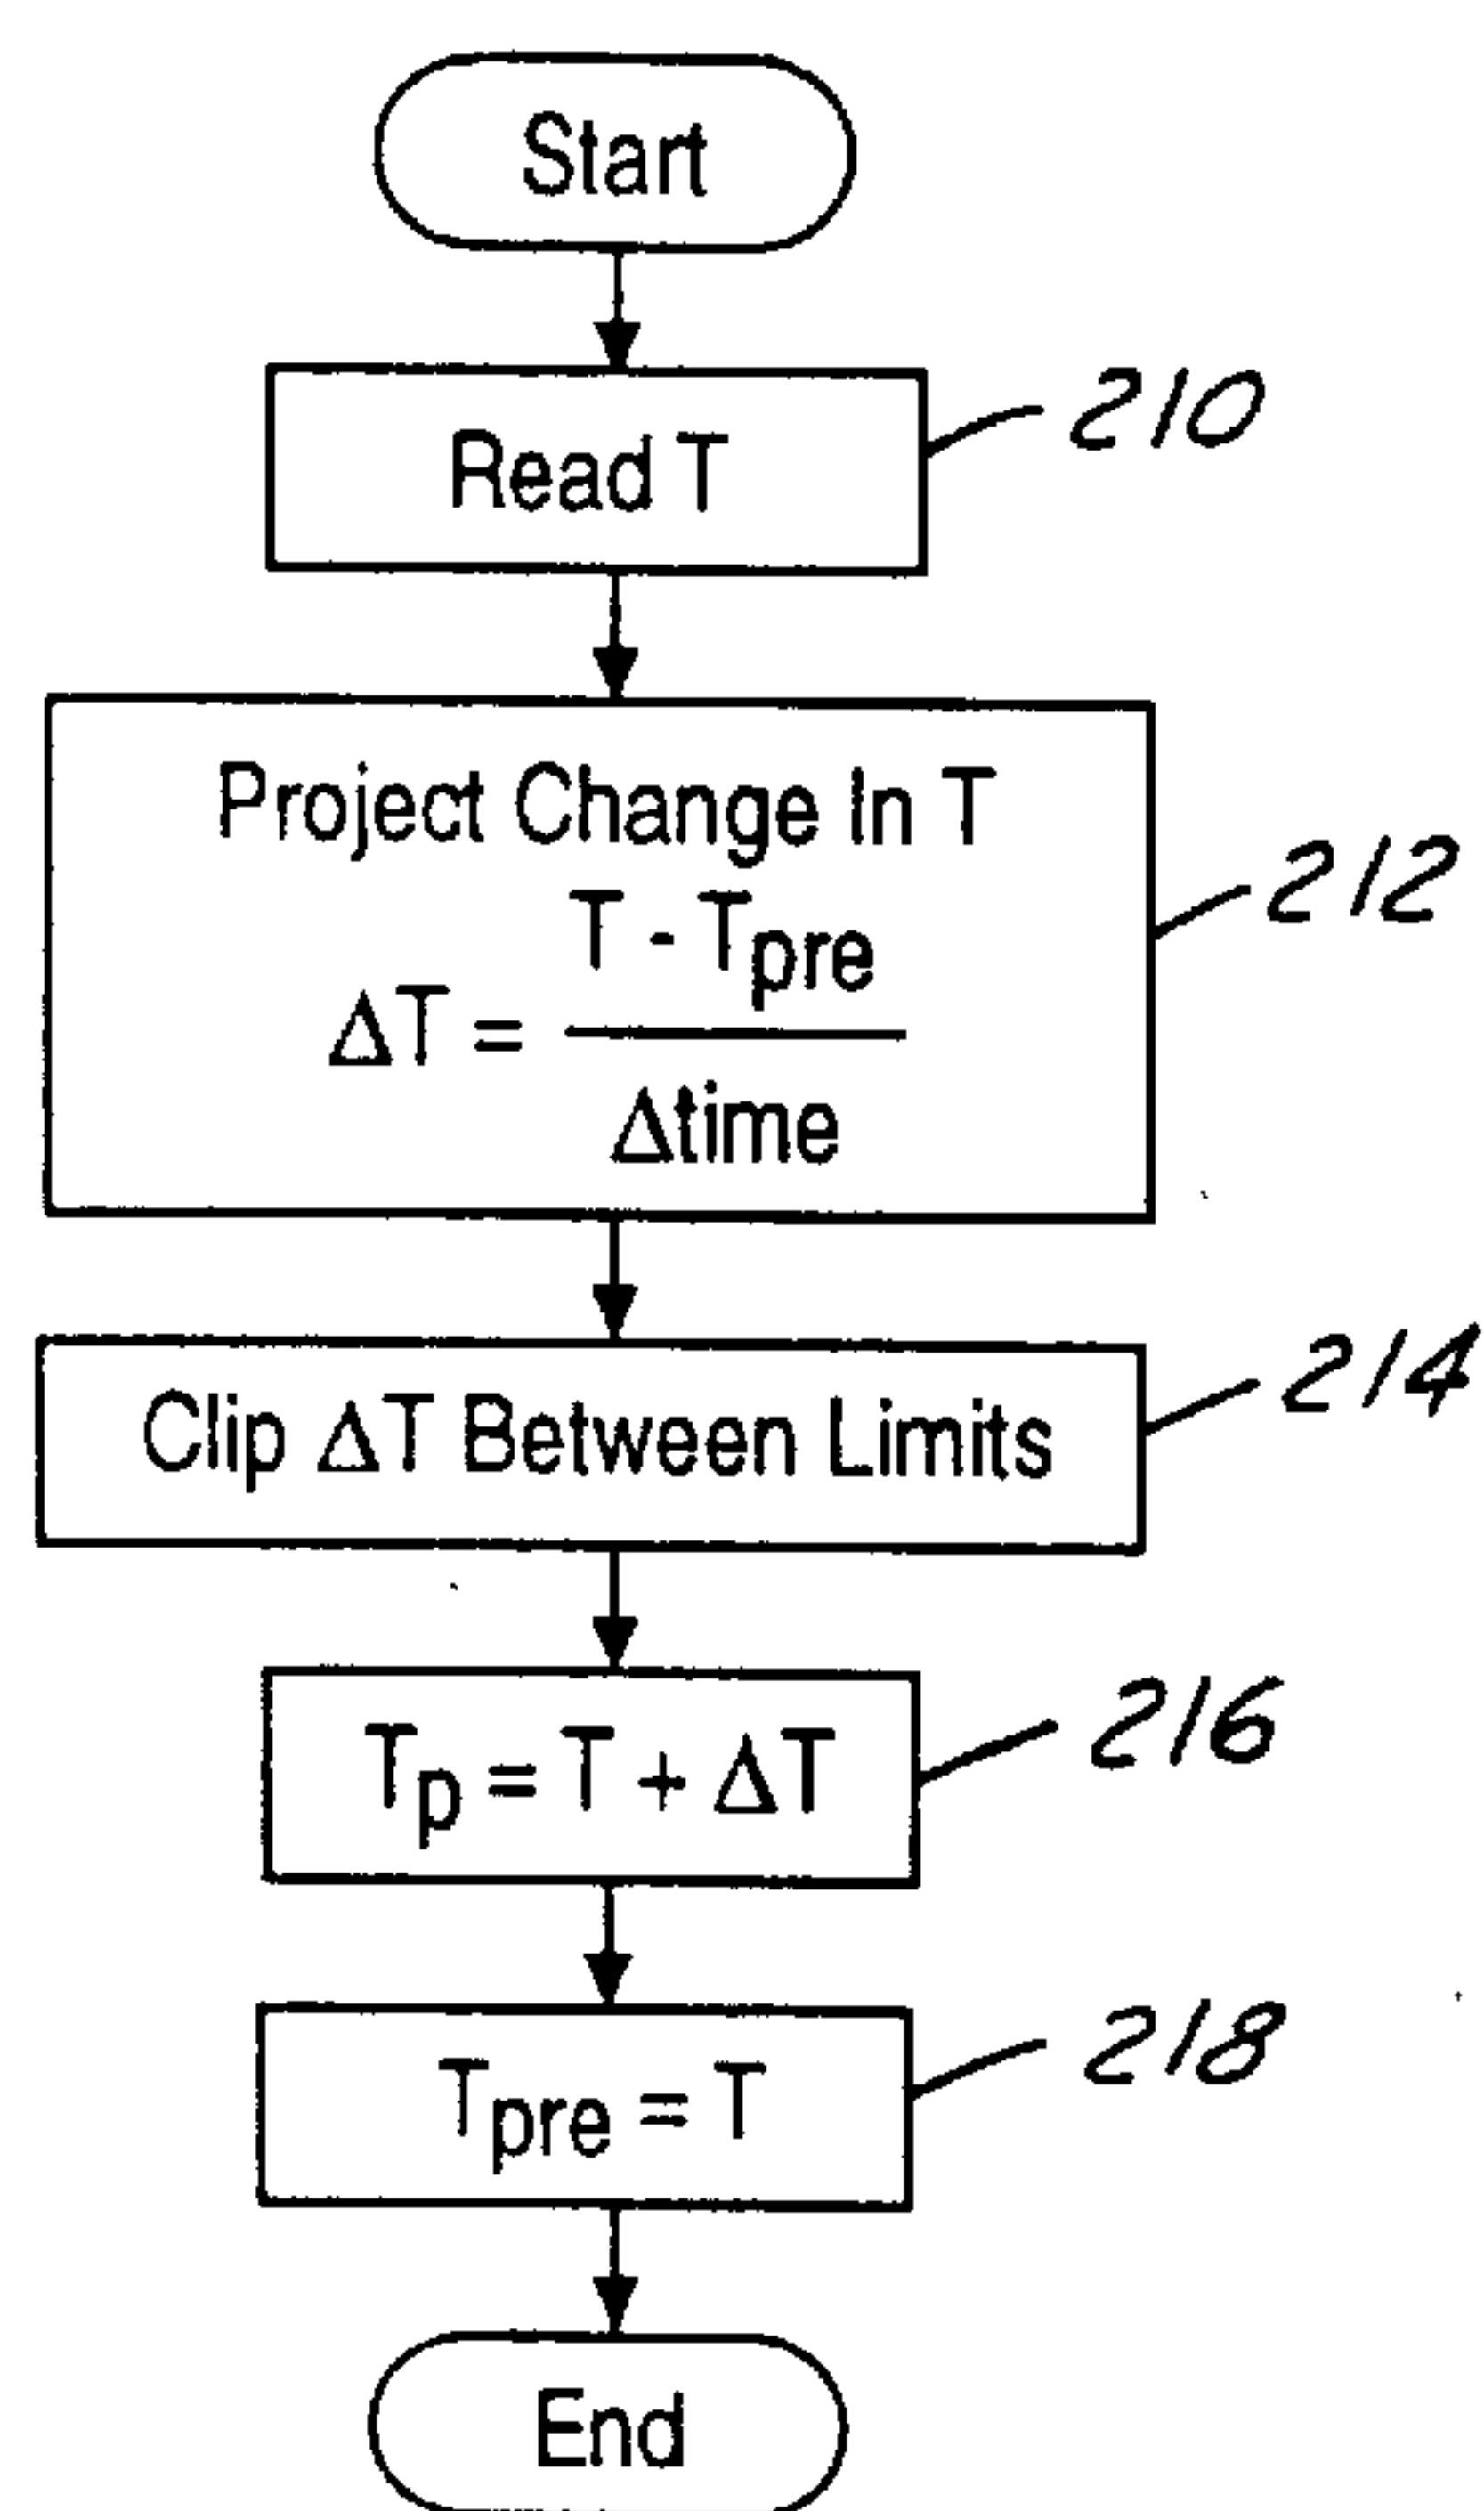 Start
Read T
210
Project Change In T
T - Tpre
ΔT =
Δtime
212
Clip ΔT Between Limits
214
Tp = T + ΔT
216
Tpre = T
218
End